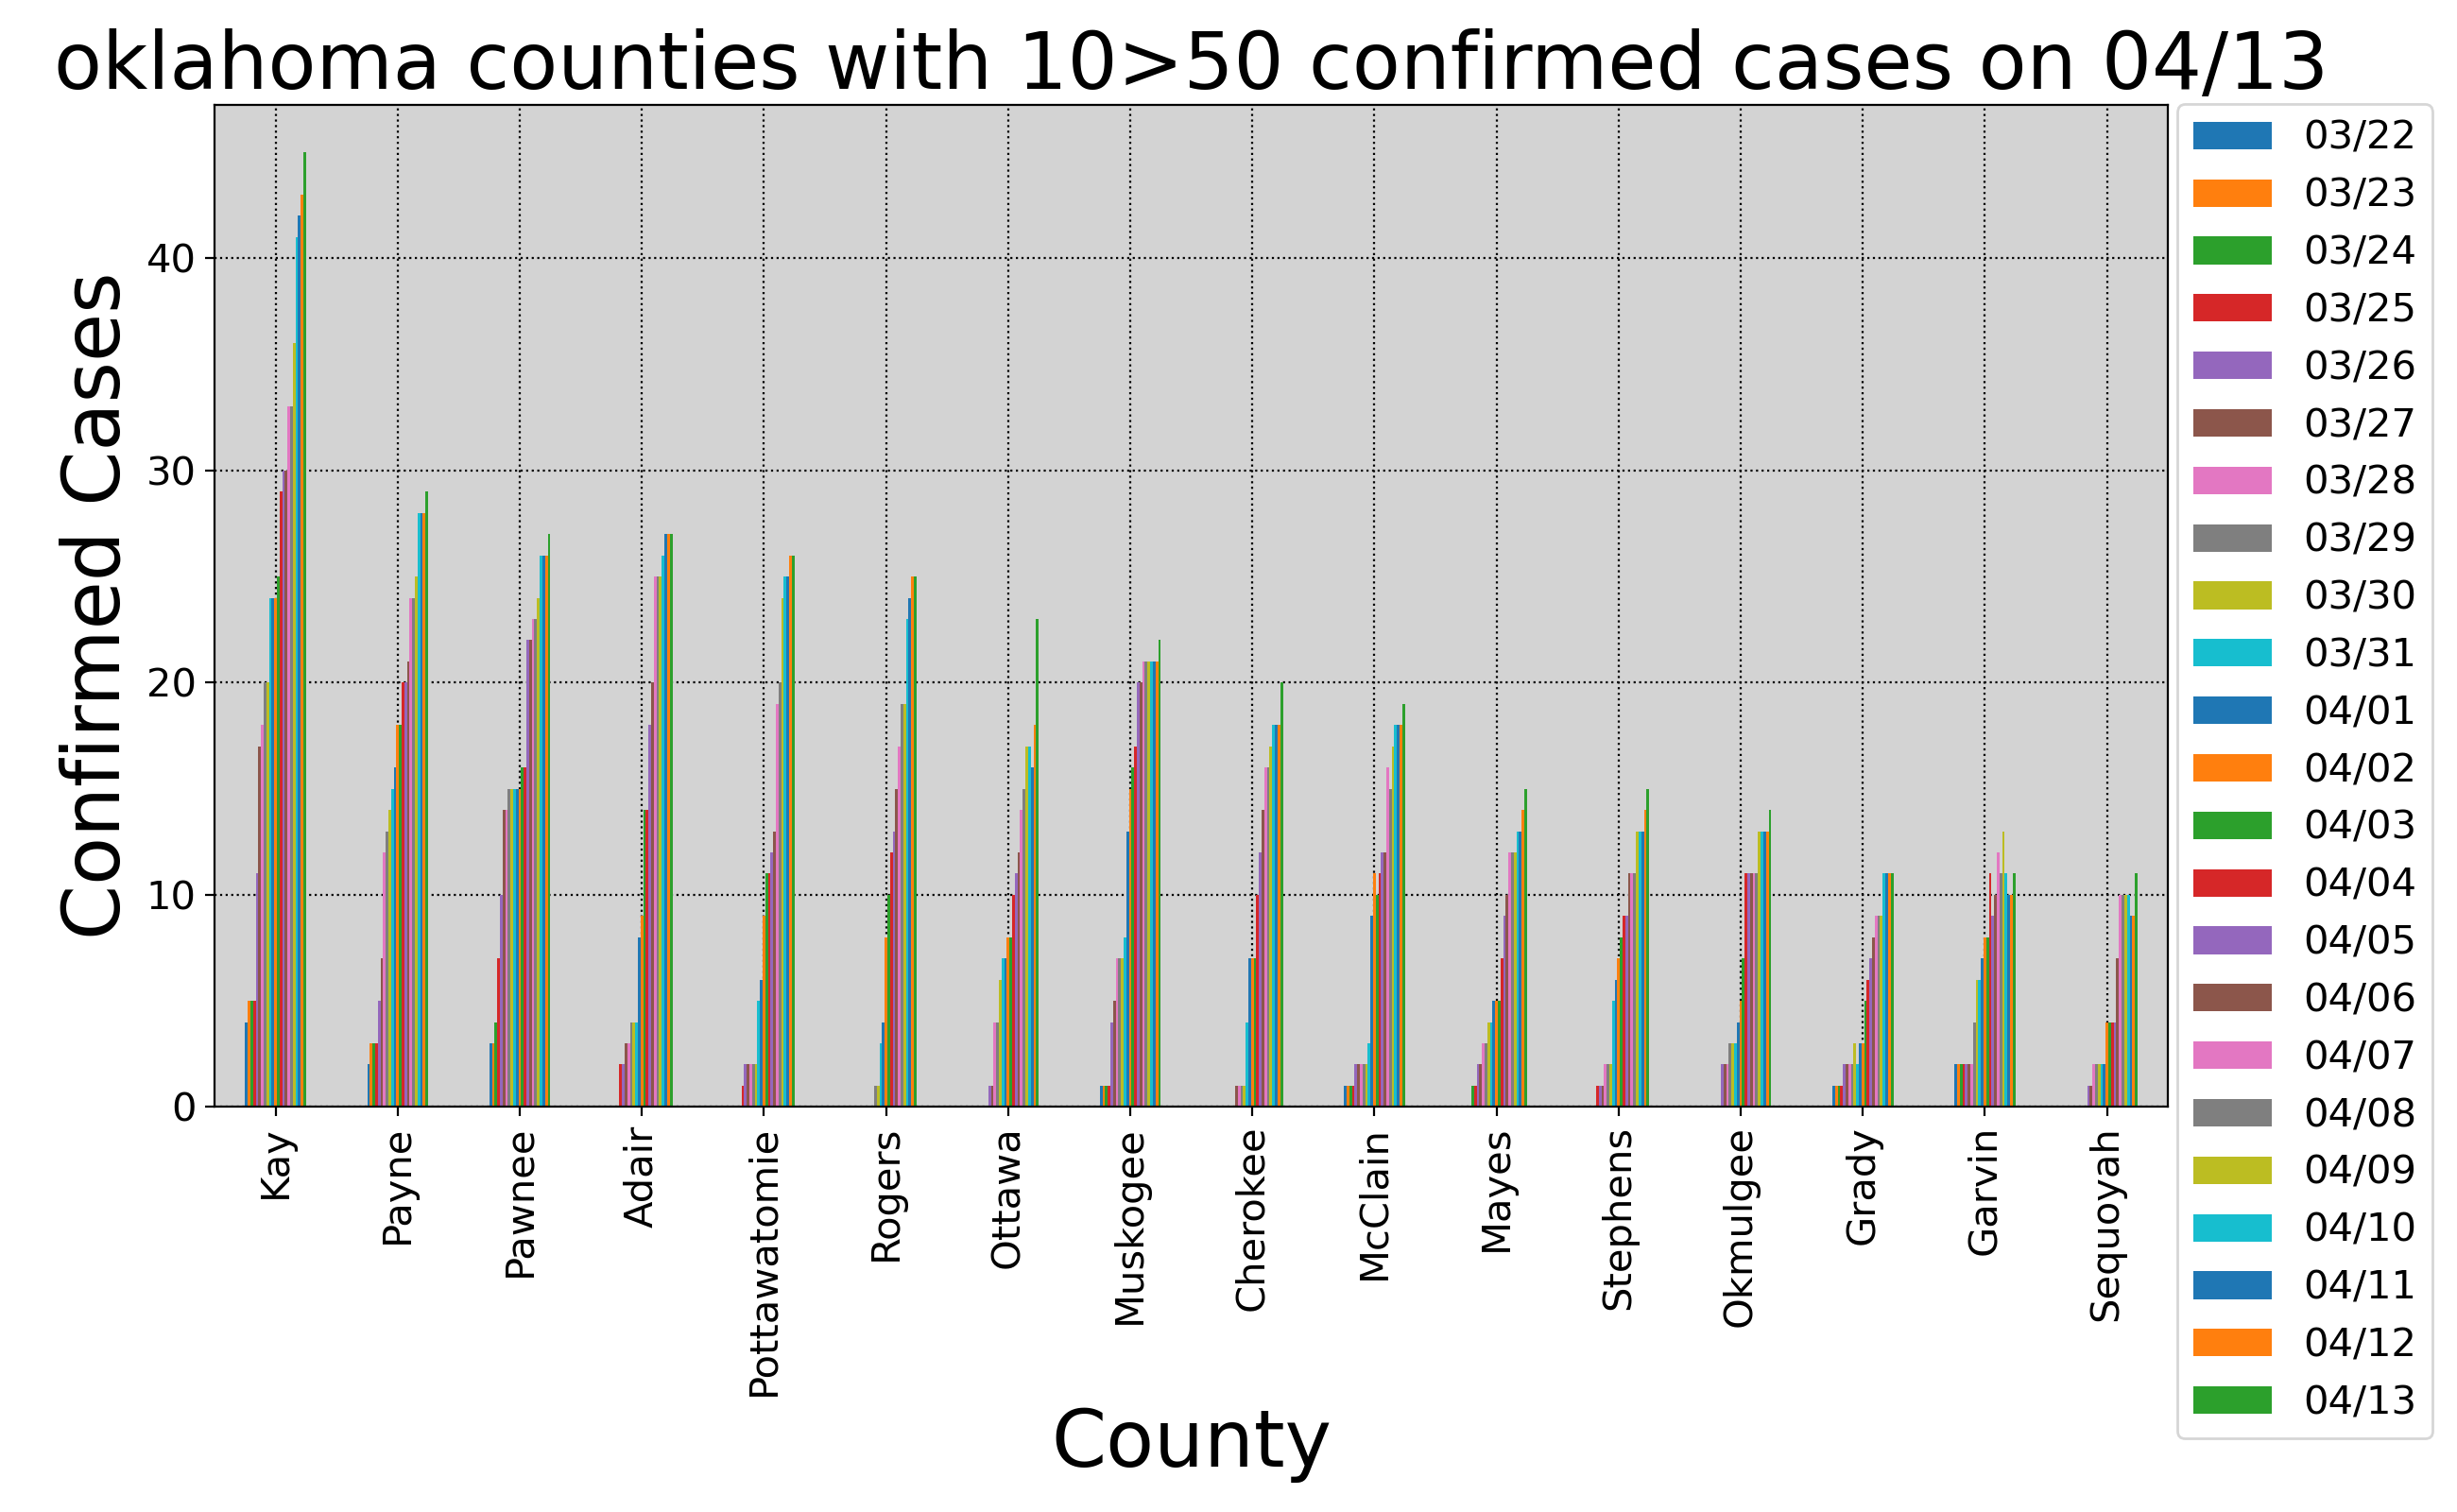 oklahoma counties with 10>50 confirmed cases on 04/13
Confirmed Cases
40
30
20
10
0
Kay
Payne
Pawnee
Adair
Pottawatomie
Rogers
Ottawa
Muskogee
Cherokee
McClain
Mayes
Stephens
Okmulgee
Grady
Garvin
Sequoyah
County
03/22
03/23
03/24
03/25
03/26
03/27
03/28
03/29
03/30
03/31
04/01
04/02
04/03
04/04
04/05
04/06
04/07
04/08
04/09
04/10
04/11
04/12
04/13